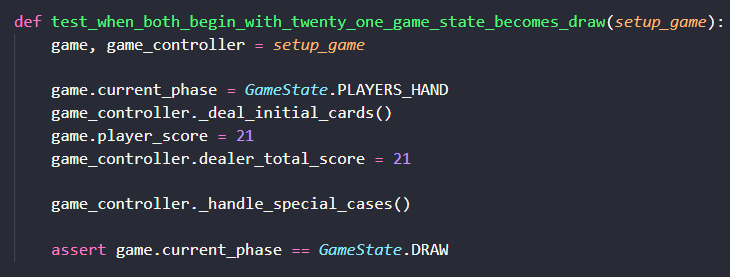 def test_when_both_begin_with_twenty_one_game_state_becomes_draw(setup_game):
    game, game_controller = setup_game

    game.current_phase = GameState.PLAYERS_HAND
    game_controller._deal_initial_cards()
    game.player_score = 21
    game_controller.dealer_total_score = 21

    game_controller._handle_special_cases()

    assert game.current_phase == GameState.DRAW